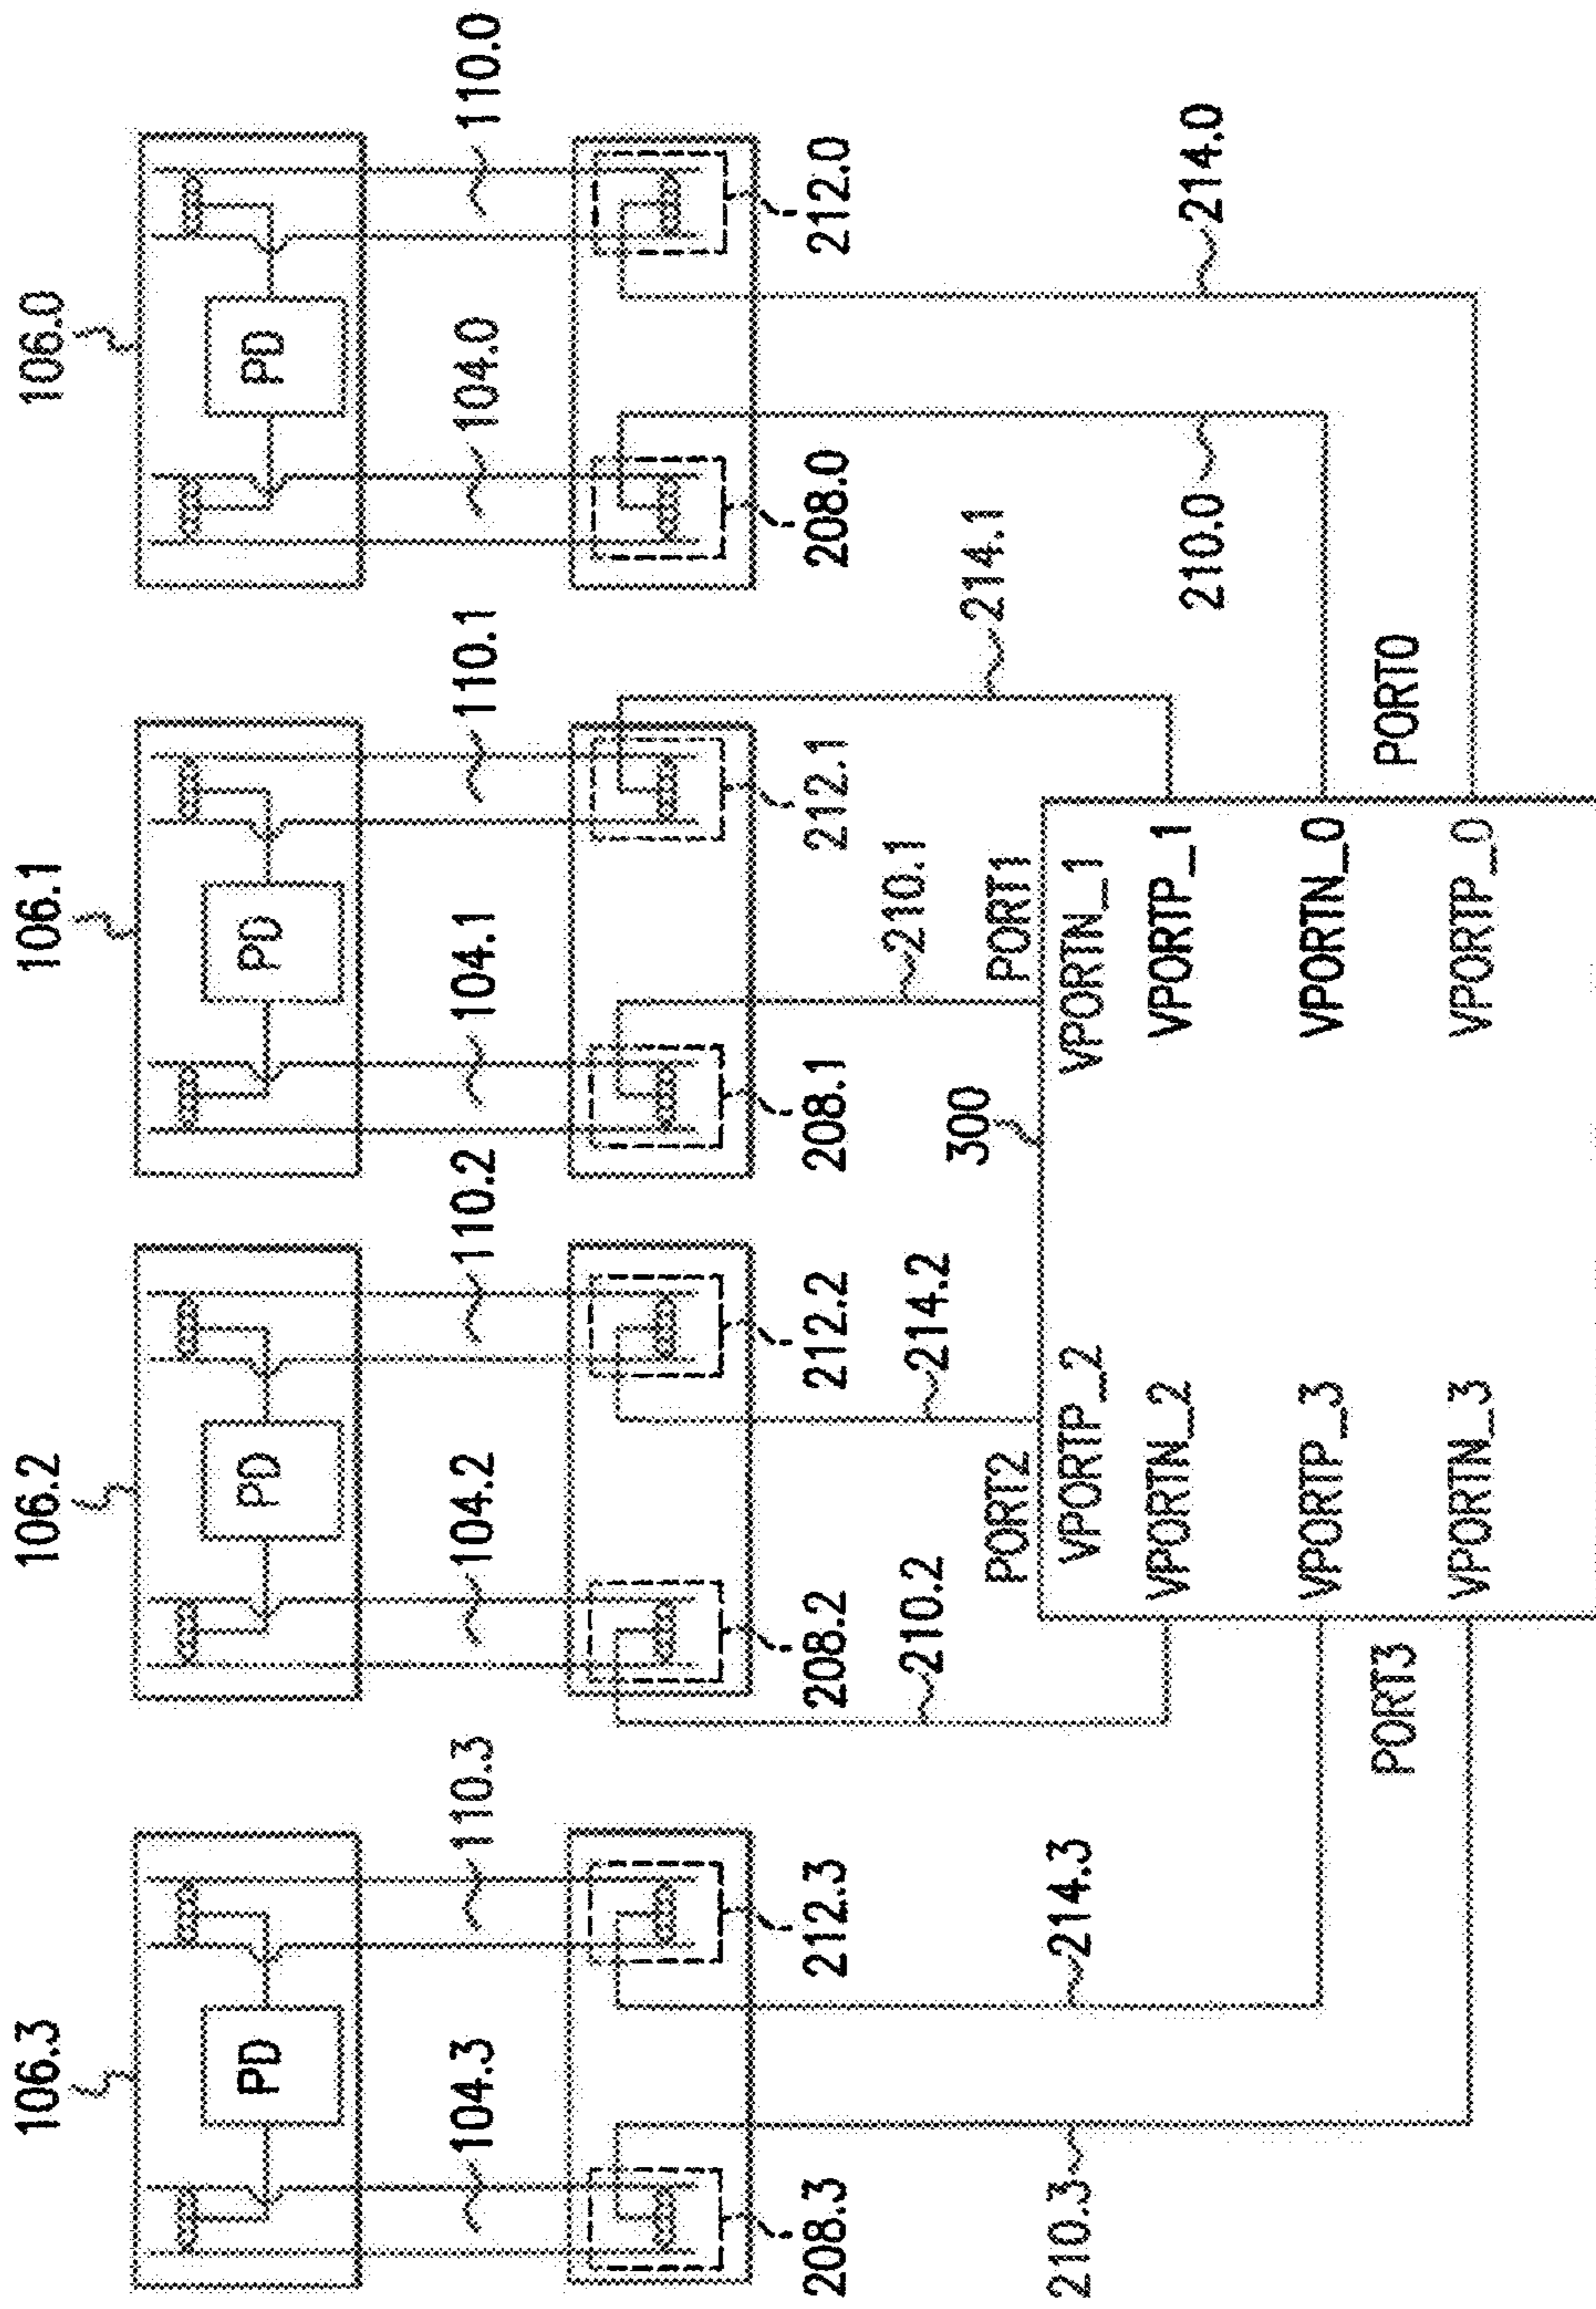 106.3
106.2
106.1
106.0
PD
PD
PD
PD
104.3
110.3
104.2
110.2
104.1
110.1
104.0
110.0
208.3
212.3
208.2
212.2
208.1
212.1
208.0
212.0
210.3
214.3
210.2
214.2
210.1
214.1
210.0
214.0
300
PORT2
PORT1
VPORTP_2
VPORTN_1
VPORTN_2
VPORTP_1
VPORTP_3
VPORTN_0
PORT3
PORT0
VPORTN_3
VPORTP_0